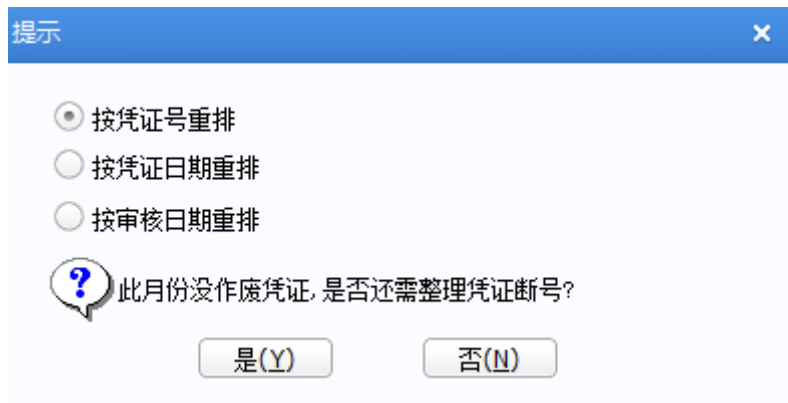 提示
按凭证号重排
按凭证日期重排
按审核日期重排
此月份没作废凭证,是否还需整理凭证断号?
是(Y) 否(N)